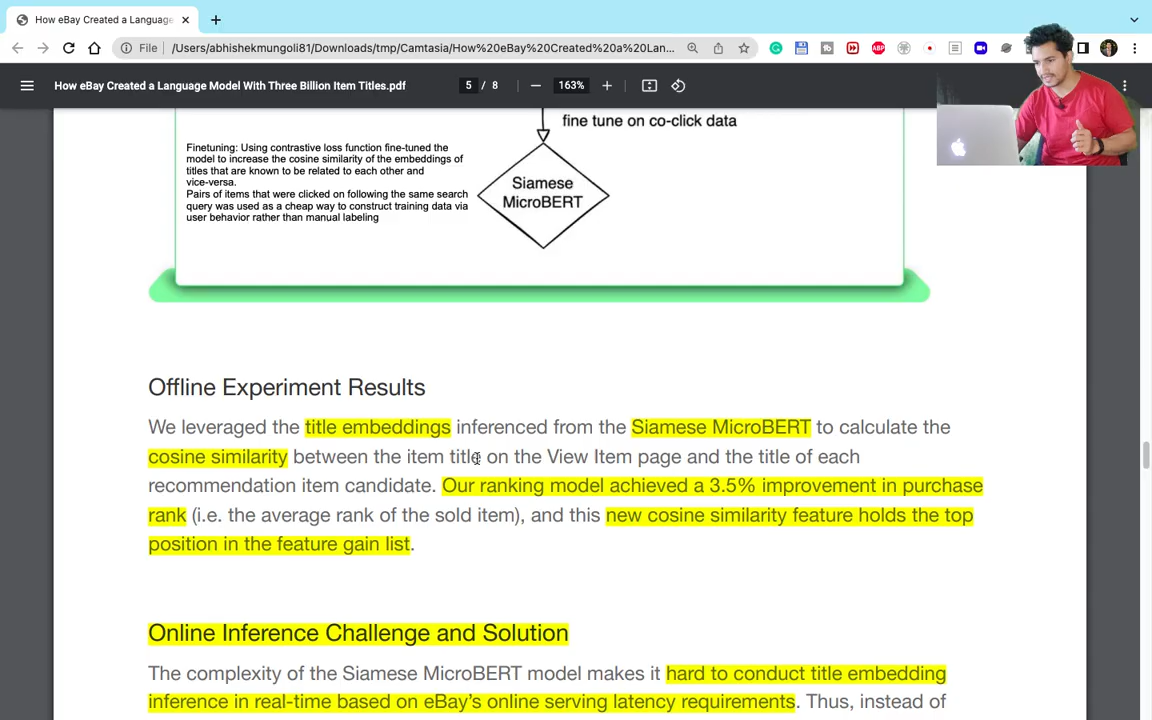 How eBay Created a Language
File
/Users/abhishekmungoli81/Downloads/tmp/Camtasia/How%20eBay%20Created%20a%20Lan...
ABP
How eBay Created a Language Model With Three Billion Item Titles.pdf
5 / 8
163%
fine tune on co-click data
Finetuning: Using contrastive loss function fine-tuned the
model to increase the cosine similarity of the embeddings of
titles that are known to be related to each other and
vice-versa.
Pairs of items that were clicked on following the same search
query was used as a cheap way to construct training data via
user behavior rather than manual labeling
Siamese
MicroBERT
Offline Experiment Results
We leveraged the title embeddings inferred from the Siamese MicroBERT to calculate the
cosine similarity between the item title on the View Item page and the title of each
recommendation item candidate. Our ranking model achieved a 3.5% improvement in purchase
rank (i.e. the average rank of the sold item), and this new cosine similarity feature holds the top
position in the feature gain list.
Online Inference Challenge and Solution
The complexity of the Siamese MicroBERT model makes it hard to conduct title embedding
inference in real-time based on eBay's online serving latency requirements. Thus, instead of